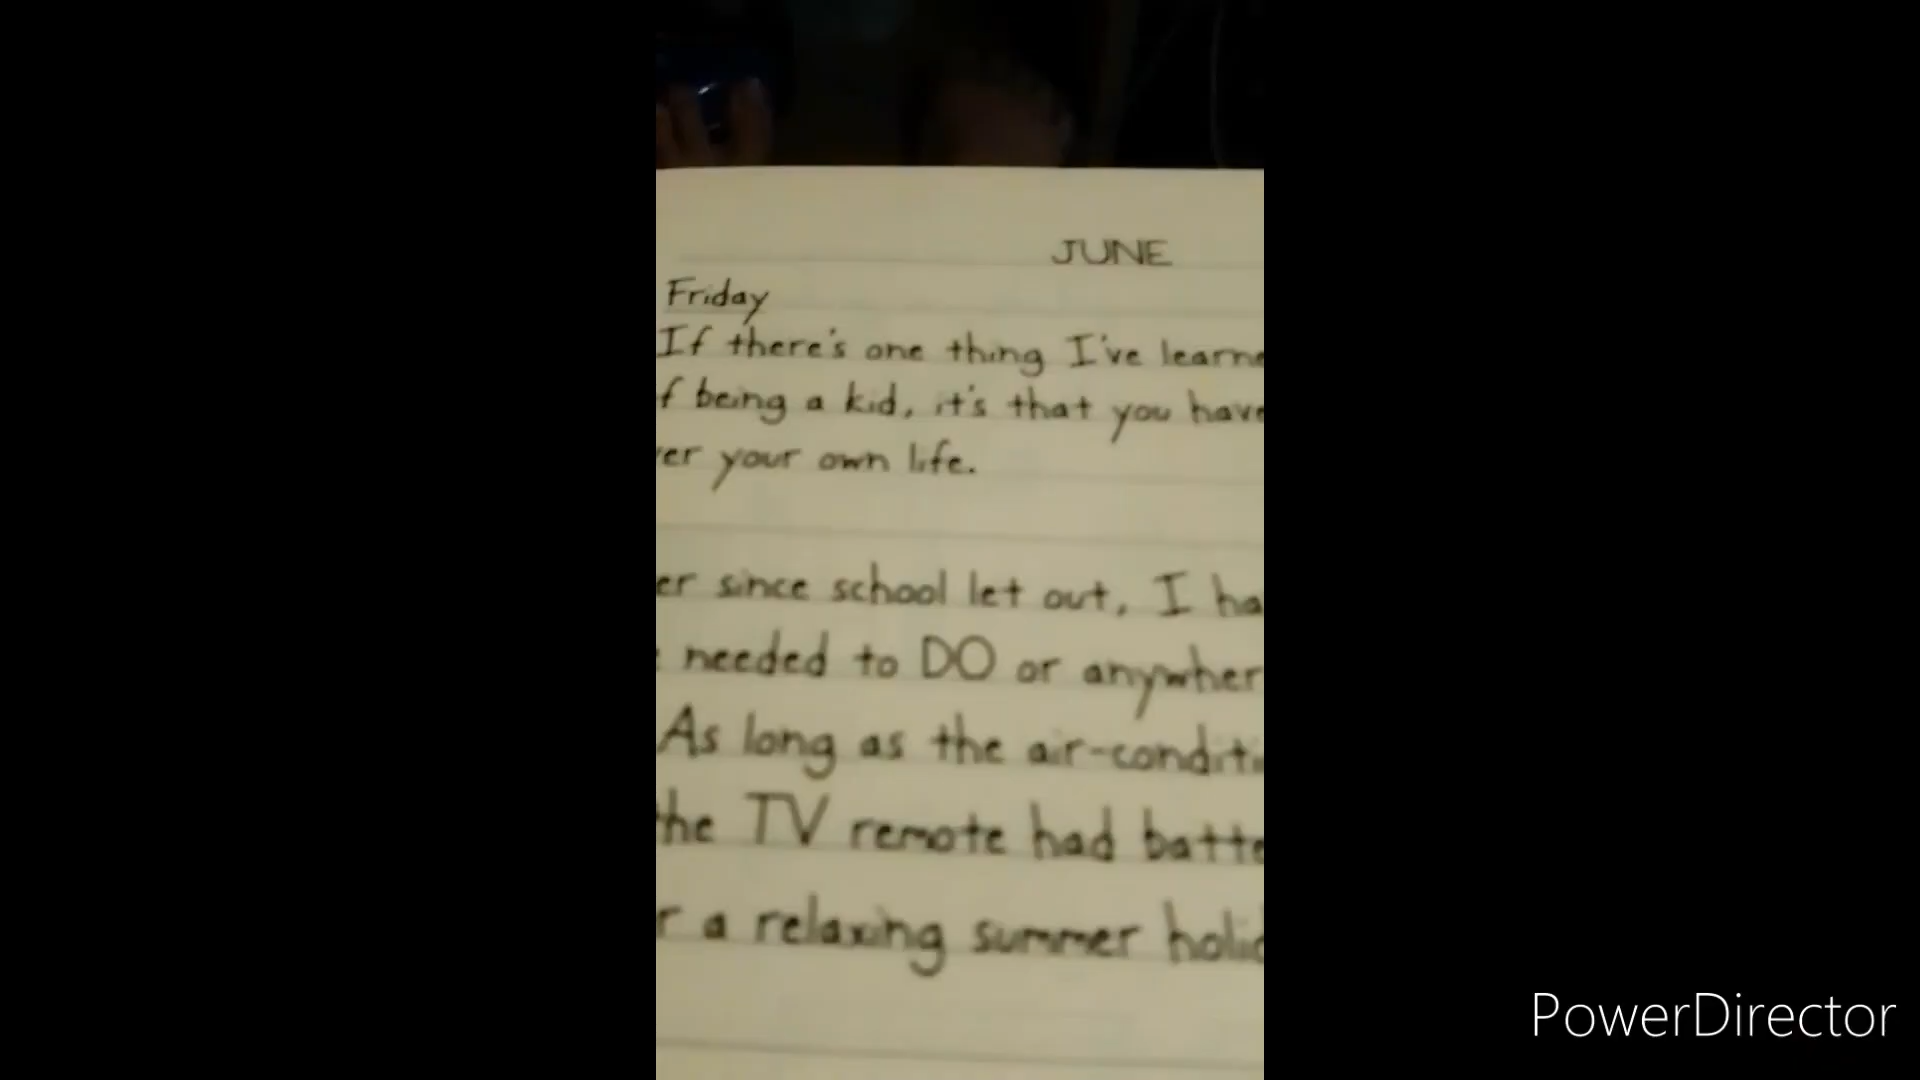 JUNE
Friday
If there's one thing I've learne
f being a kid, it's that you have
er your own life.
er since school let out, I ha
needed to DO or anywher
As long as the air-conditi
the TV remote had batte
r a relaxing summer holid
PowerDirector